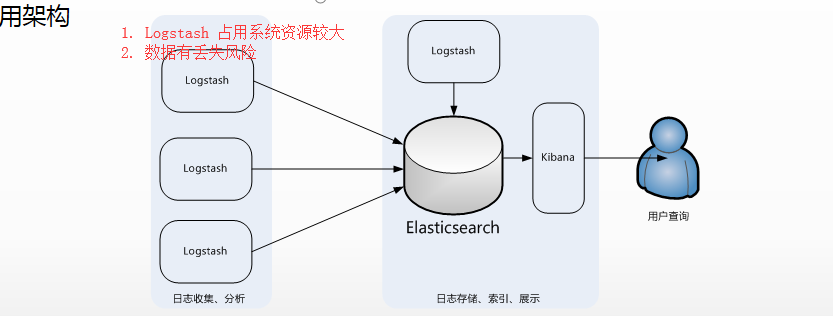 用架构
1. Logstash 占用系统资源较大
2. 数据有丢失风险
Logstash
Logstash
Logstash
日志收集、分析
Logstash
Elasticsearch
Kibana
日志存储、索引、展示
用户查询